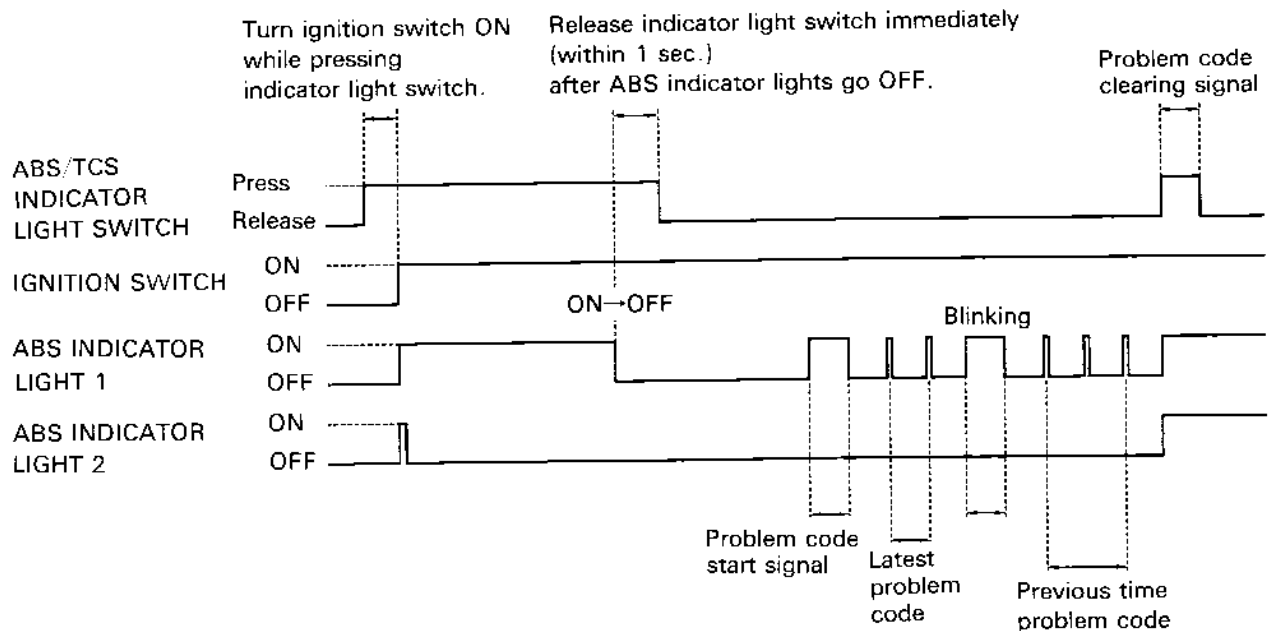 Turn ignition switch ON
while pressing
indicator light switch.
Release indicator light switch immediately
(within 1 sec.)
after ABS indicator lights go OFF.
Problem code
clearing signal
ABS/TCS
INDICATOR
LIGHT SWITCH
Press
Release
IGNITION SWITCH
ON
OFF
ON→OFF
Blinking
ABS INDICATOR
LIGHT 1
ON
OFF
ABS INDICATOR
LIGHT 2
ON
OFF
Problem code
start signal
Latest
problem
code
Previous time
problem code